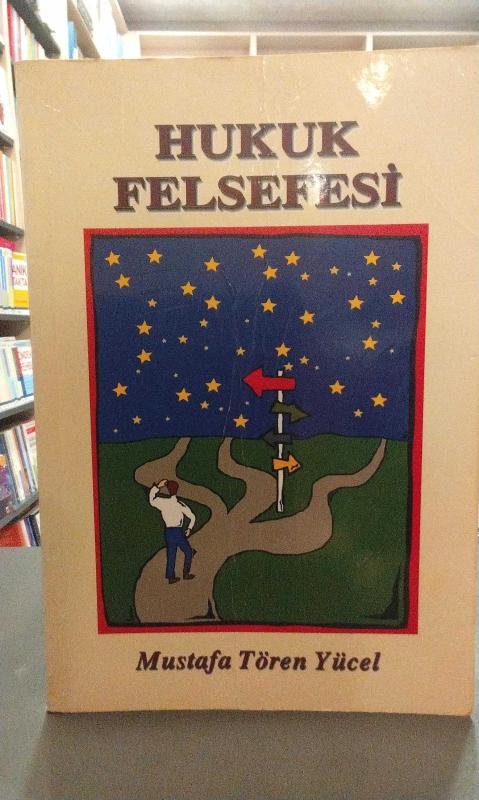 HUKUK
FELSEFESİ
Mustafa Tören Yücel